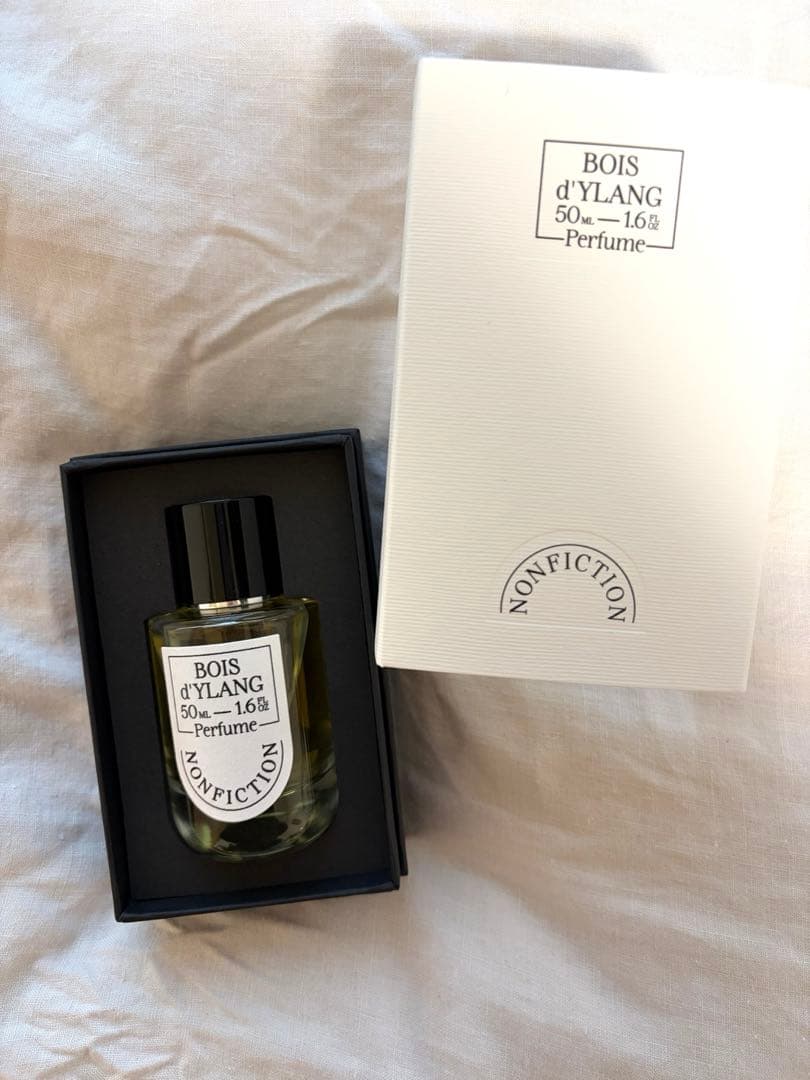 BOIS
d'YLANG
50ML — 1.6 FL OZ
Perfume
NONFICTION
BOIS
d'YLANG
50ML — 1.6 FL OZ
Perfume
NONFICTION